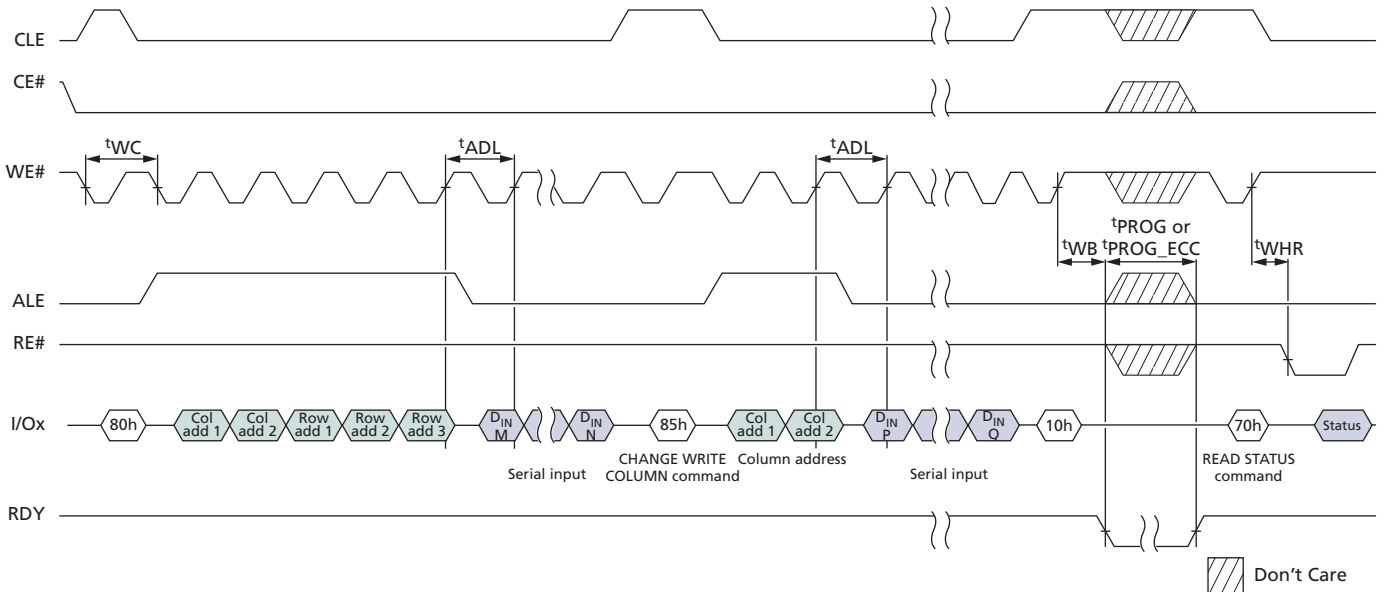 CLE
CE#
tWC
tADL
tADL
WE#
tPROG or
tWB tPROG_ECC tWHR
ALE
RE#
I/Ox 80h Col add 1 Col add 2 Row add 1 Row add 2 Row add 3 DIN M DIN N 85h Col add 1 Col add 2 DIN P DIN Q 10h 70h Status
Serial input
CHANGE WRITE COLUMN command
Column address
Serial input
READ STATUS command
RDY
Don't Care